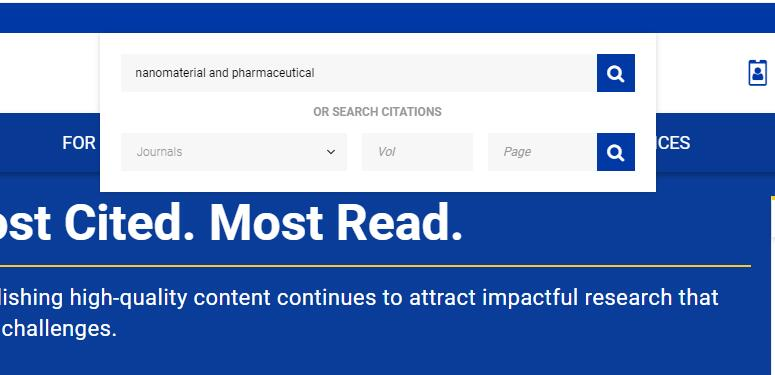 nanomaterial and pharmaceutical
OR SEARCH CITATIONS
Journals Vol Page
FOR
ost Cited. Most Read.
lishing high-quality content continues to attract impactful research that
challenges.